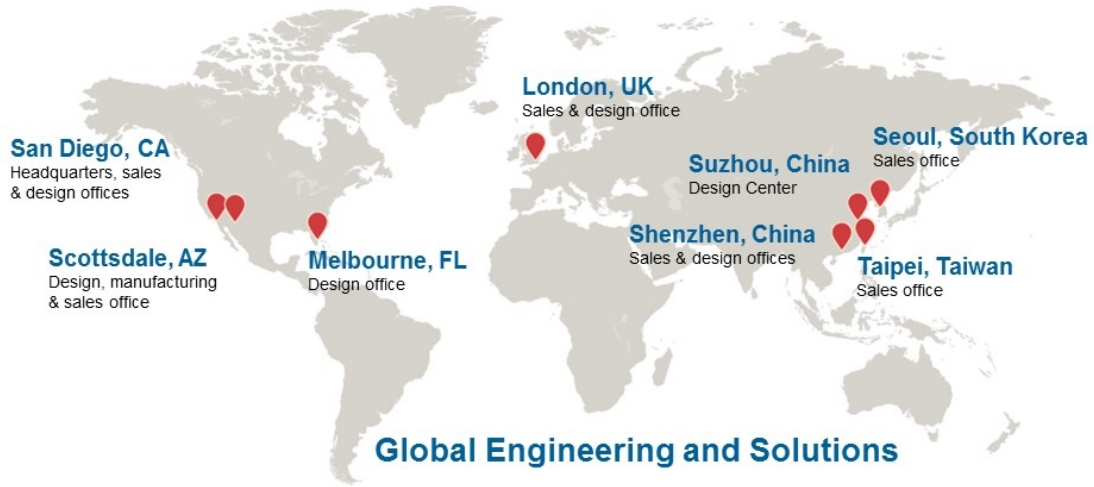 London, UK
Sales & design office
San Diego, CA
Headquarters, sales
& design offices
Seoul, South Korea
Sales office
Suzhou, China
Design Center
Shenzhen, China
Sales & design offices
Scottsdale, AZ
Design, manufacturing
& sales office
Melbourne, FL
Design office
Taipei, Taiwan
Sales office
Global Engineering and Solutions